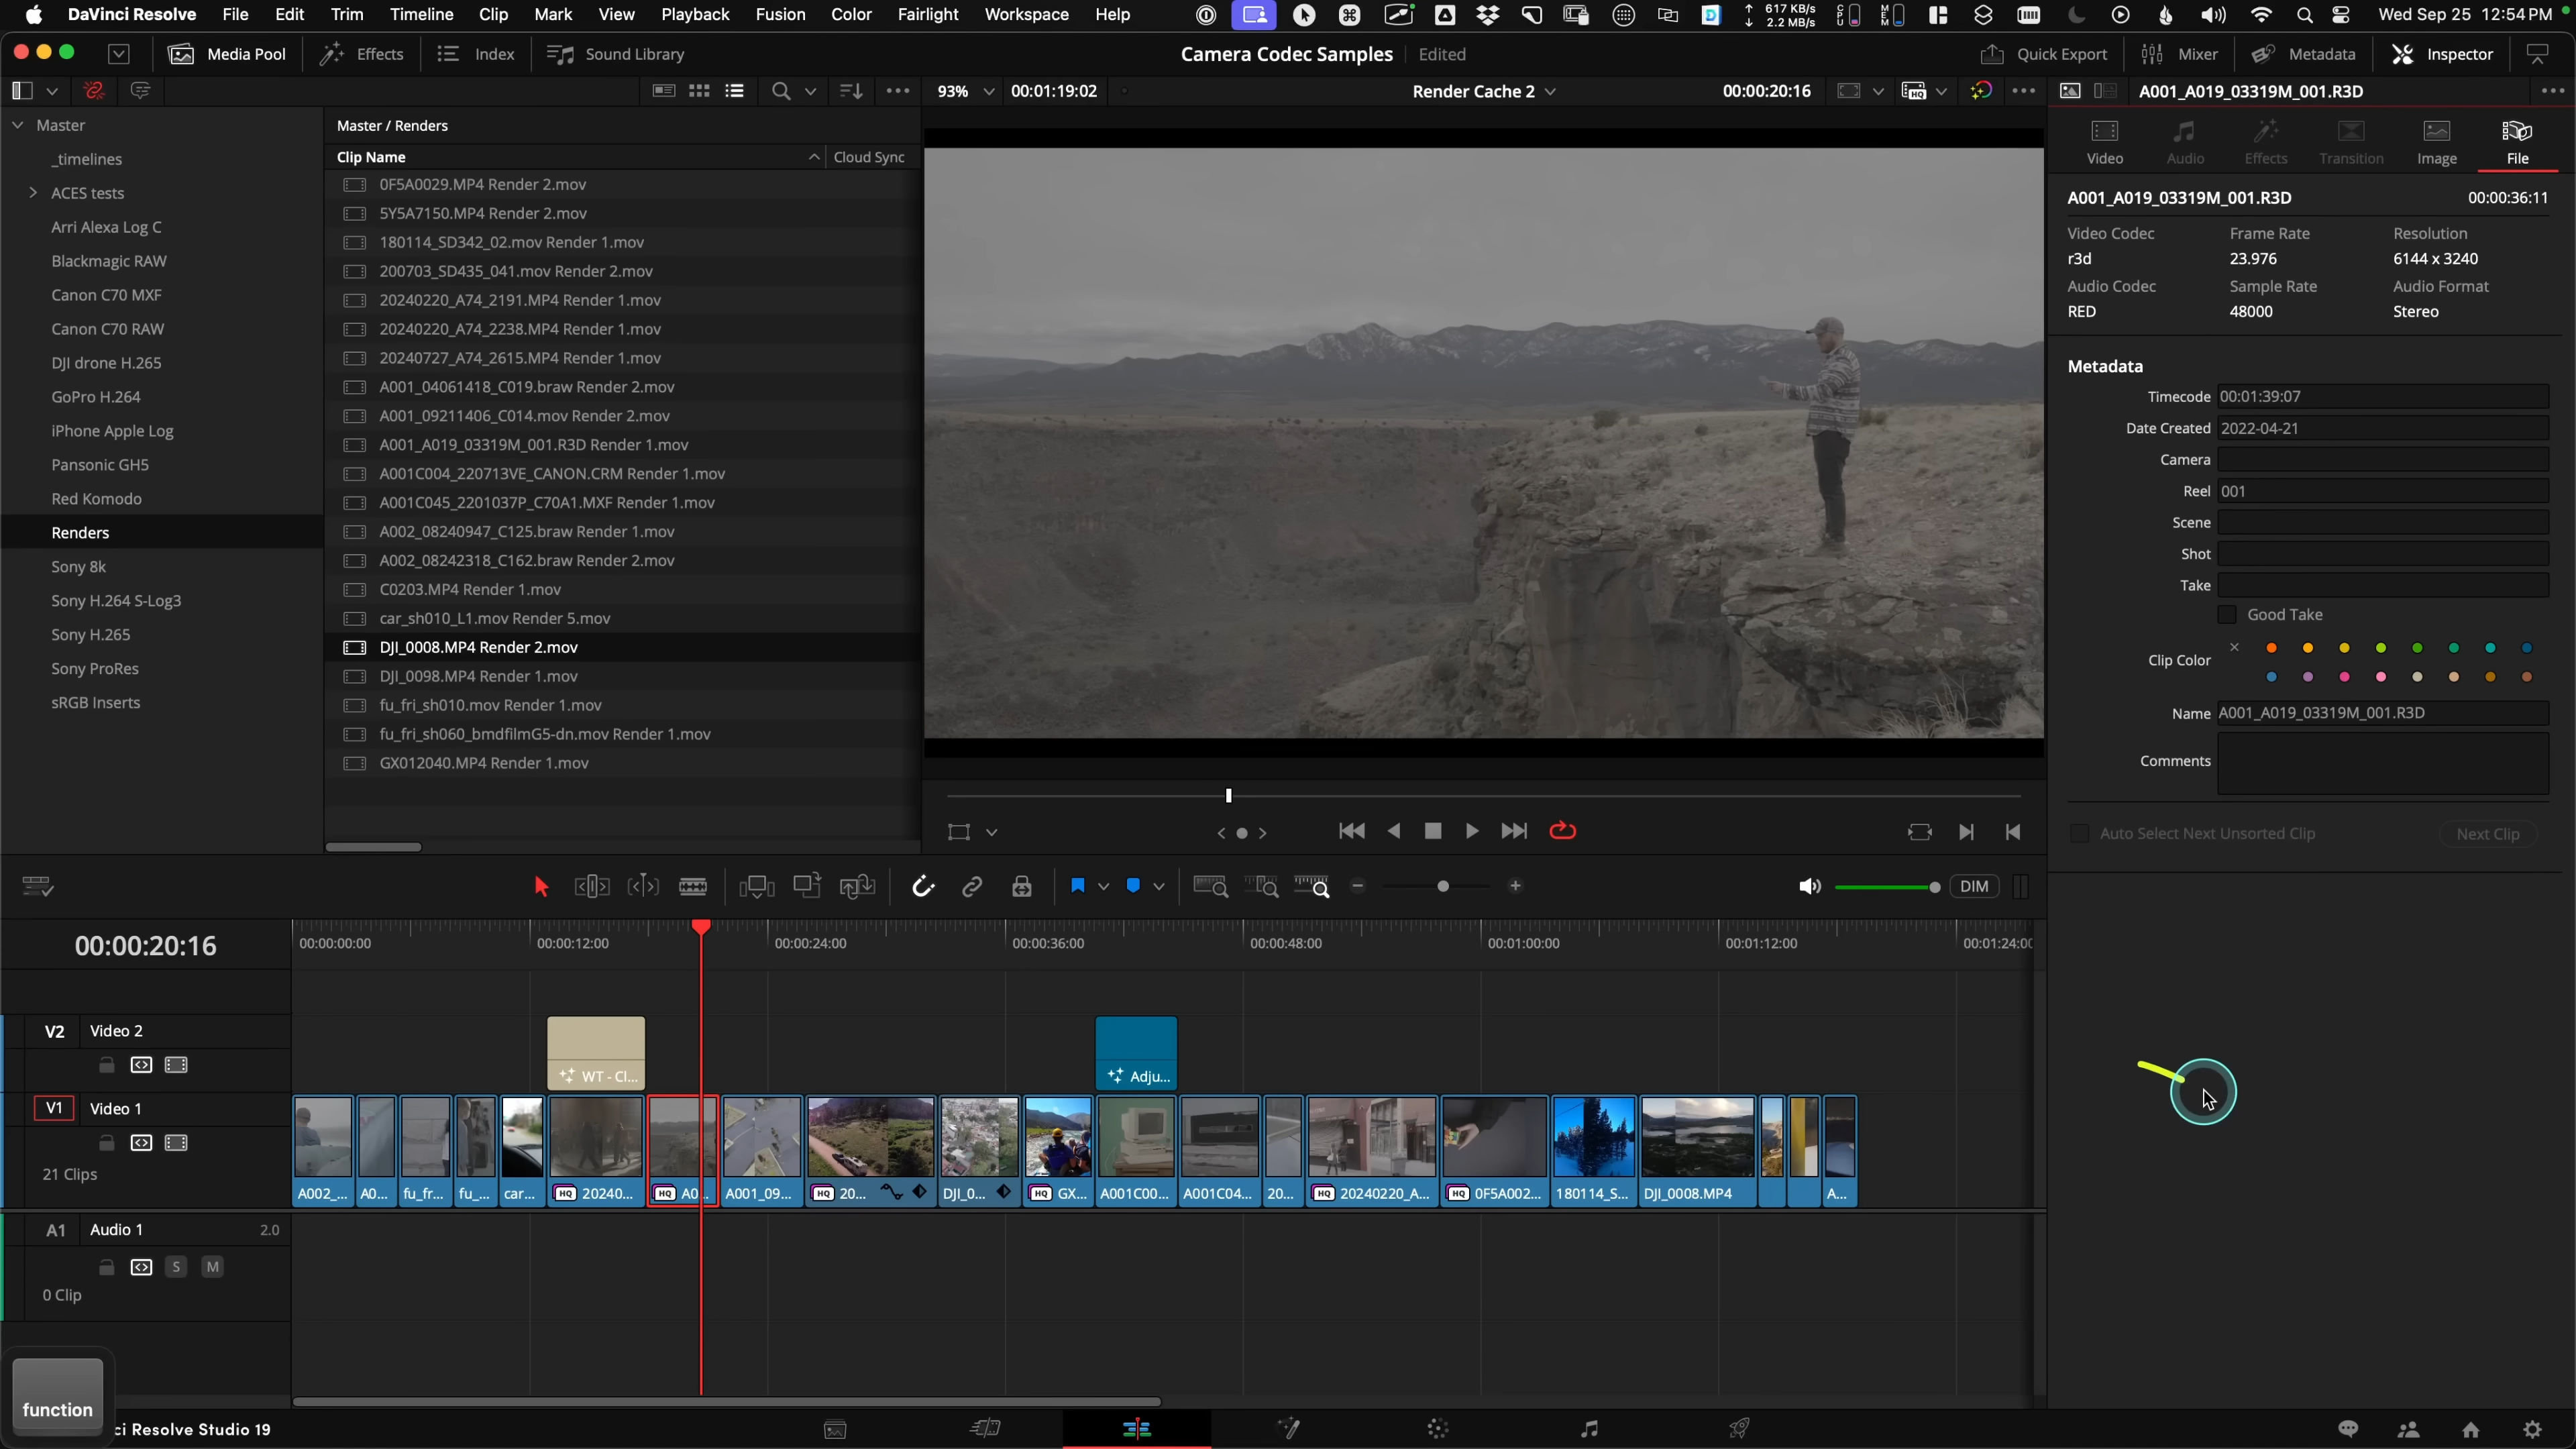 DaVinci Resolve File Edit Trim Timeline Clip Mark View Playback Fusion Color Fairlight Workspace Help
617 KB/s
2.2 MB/s
CPU
MEM
Wed Sep 25 12:54 PM
Media Pool Effects Index Sound Library
Camera Codec Samples Edited
Quick Export Mixer Metadata Inspector
93% 00:01:19:02 Render Cache 2 00:00:20:16 HQ
A001_A019_03319M_001.R3D
Master
_timelines
ACES tests
Arri Alexa Log C
Blackmagic RAW
Canon C70 MXF
Canon C70 RAW
DJI drone H.265
GoPro H.264
iPhone Apple Log
Pansonic GH5
Red Komodo
Renders
Sony 8k
Sony H.264 S-Log3
Sony H.265
Sony ProRes
sRGB Inserts
Master / Renders
Clip Name Cloud Sync
0F5A0029.MP4 Render 2.mov
5Y5A7150.MP4 Render 2.mov
180114_SD342_02.mov Render 1.mov
200703_SD435_041.mov Render 2.mov
20240220_A74_2191.MP4 Render 1.mov
20240220_A74_2238.MP4 Render 1.mov
20240727_A74_2615.MP4 Render 1.mov
A001_04061418_C019.braw Render 2.mov
A001_09211406_C014.mov Render 2.mov
A001_A019_03319M_001.R3D Render 1.mov
A001C004_220713VE_CANON.CRM Render 1.mov
A001C045_2201037P_C70A1.MXF Render 1.mov
A002_08240947_C125.braw Render 1.mov
A002_08242318_C162.braw Render 2.mov
C0203.MP4 Render 1.mov
car_sh010_L1.mov Render 5.mov
DJI_0008.MP4 Render 2.mov
DJI_0098.MP4 Render 1.mov
fu_fri_sh010.mov Render 1.mov
fu_fri_sh060_bmdfilmG5-dn.mov Render 1.mov
GX012040.MP4 Render 1.mov
Video Audio Effects Transition Image File
A001_A019_03319M_001.R3D 00:00:36:11
Video Codec Frame Rate Resolution
r3d 23.976 6144 x 3240
Audio Codec Sample Rate Audio Format
RED 48000 Stereo
Metadata
Timecode 00:01:39:07
Date Created 2022-04-21
Camera
Reel 001
Scene
Shot
Take
Good Take
Clip Color
Name A001_A019_03319M_001.R3D
Comments
Auto Select Next Unsorted Clip Next Clip
DIM
00:00:20:16
00:00:00:00 00:00:12:00 00:00:24:00 00:00:36:00 00:00:48:00 00:01:00:00 00:01:12:00 00:01:24:00
V2 Video 2
WT - Cl... Adju...
V1 Video 1
21 Clips
A002_... A0... fu_fr... fu_... car... HQ 20240... HQ A0... A001_09... HQ 20... DJI_0... HQ GX... A001C00... A001C04... 20... HQ 20240220_A... HQ 0F5A002... 180114_S... DJI_0008.MP4 A...
A1 Audio 1 2.0
S M
0 Clip
function
ci Resolve Studio 19